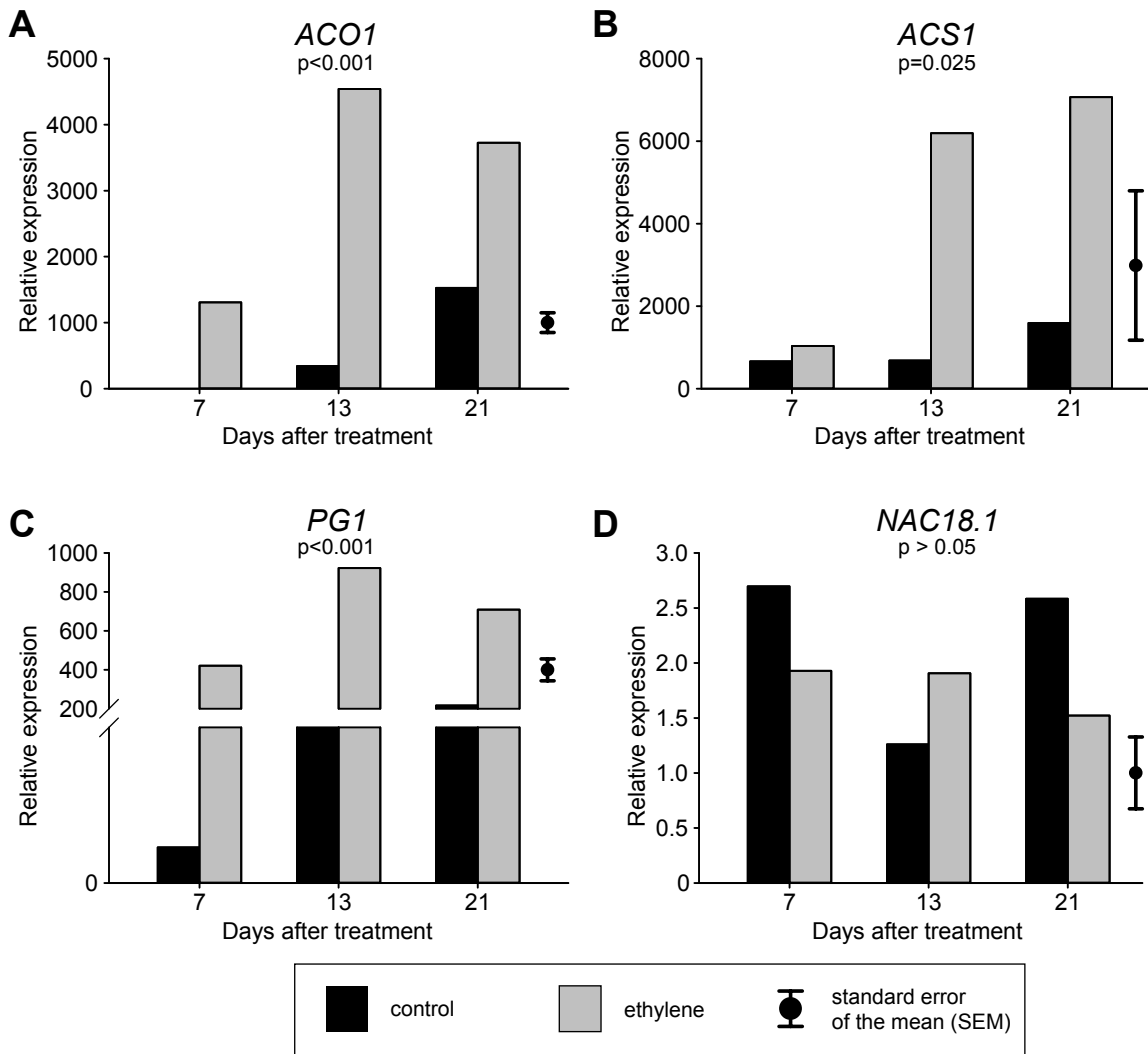 A
ACO1
p<0.001
5000
4000
3000
2000
1000
0
Relative expression
7 13 21
Days after treatment
B
ACS1
p=0.025
8000
6000
4000
2000
0
Relative expression
7 13 21
Days after treatment
C
PG1
p<0.001
1000
800
600
400
200
0
Relative expression
7 13 21
Days after treatment
D
NAC18.1
p > 0.05
3.0
2.5
2.0
1.5
1.0
0.5
0
Relative expression
7 13 21
Days after treatment
control
ethylene
standard error
of the mean (SEM)